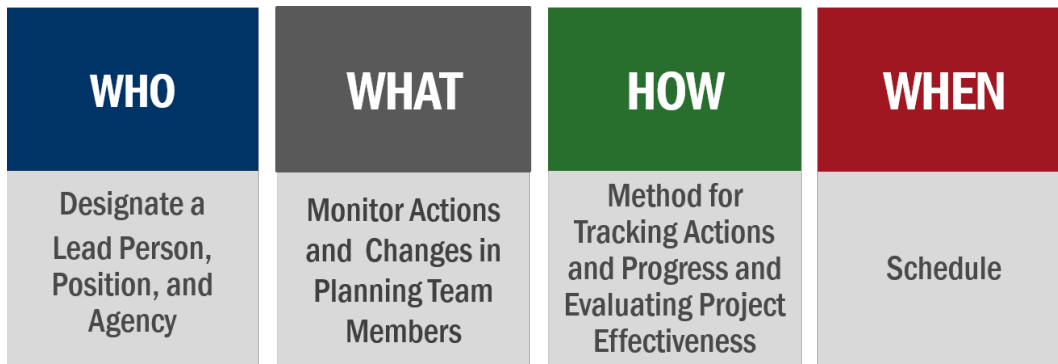 WHO
Designate a
Lead Person,
Position, and
Agency
WHAT
Monitor Actions
and Changes in
Planning Team
Members
HOW
Method for
Tracking Actions
and Progress and
Evaluating Project
Effectiveness
WHEN
Schedule